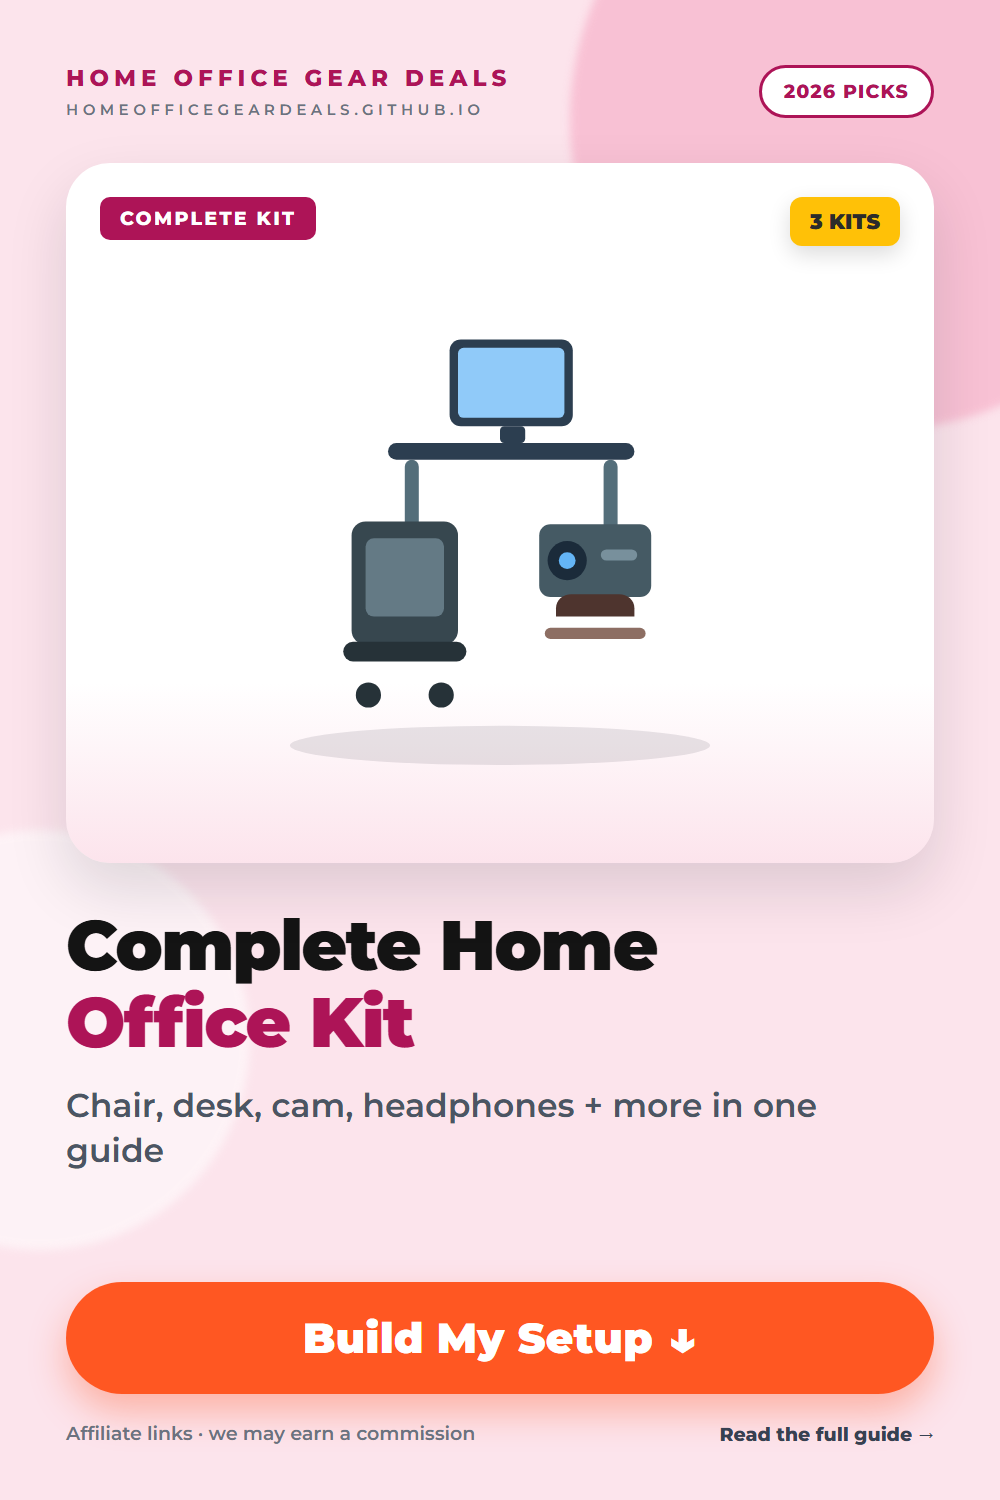 HOME OFFICE GEAR DEALS
HOMEOFFICEGEARDEALS.GITHUB.IO
2026 PICKS
COMPLETE KIT
3 KITS
Complete Home
Office Kit
Chair, desk, cam, headphones + more in one
guide
Build My Setup ↓
Affiliate links · we may earn a commission
Read the full guide →